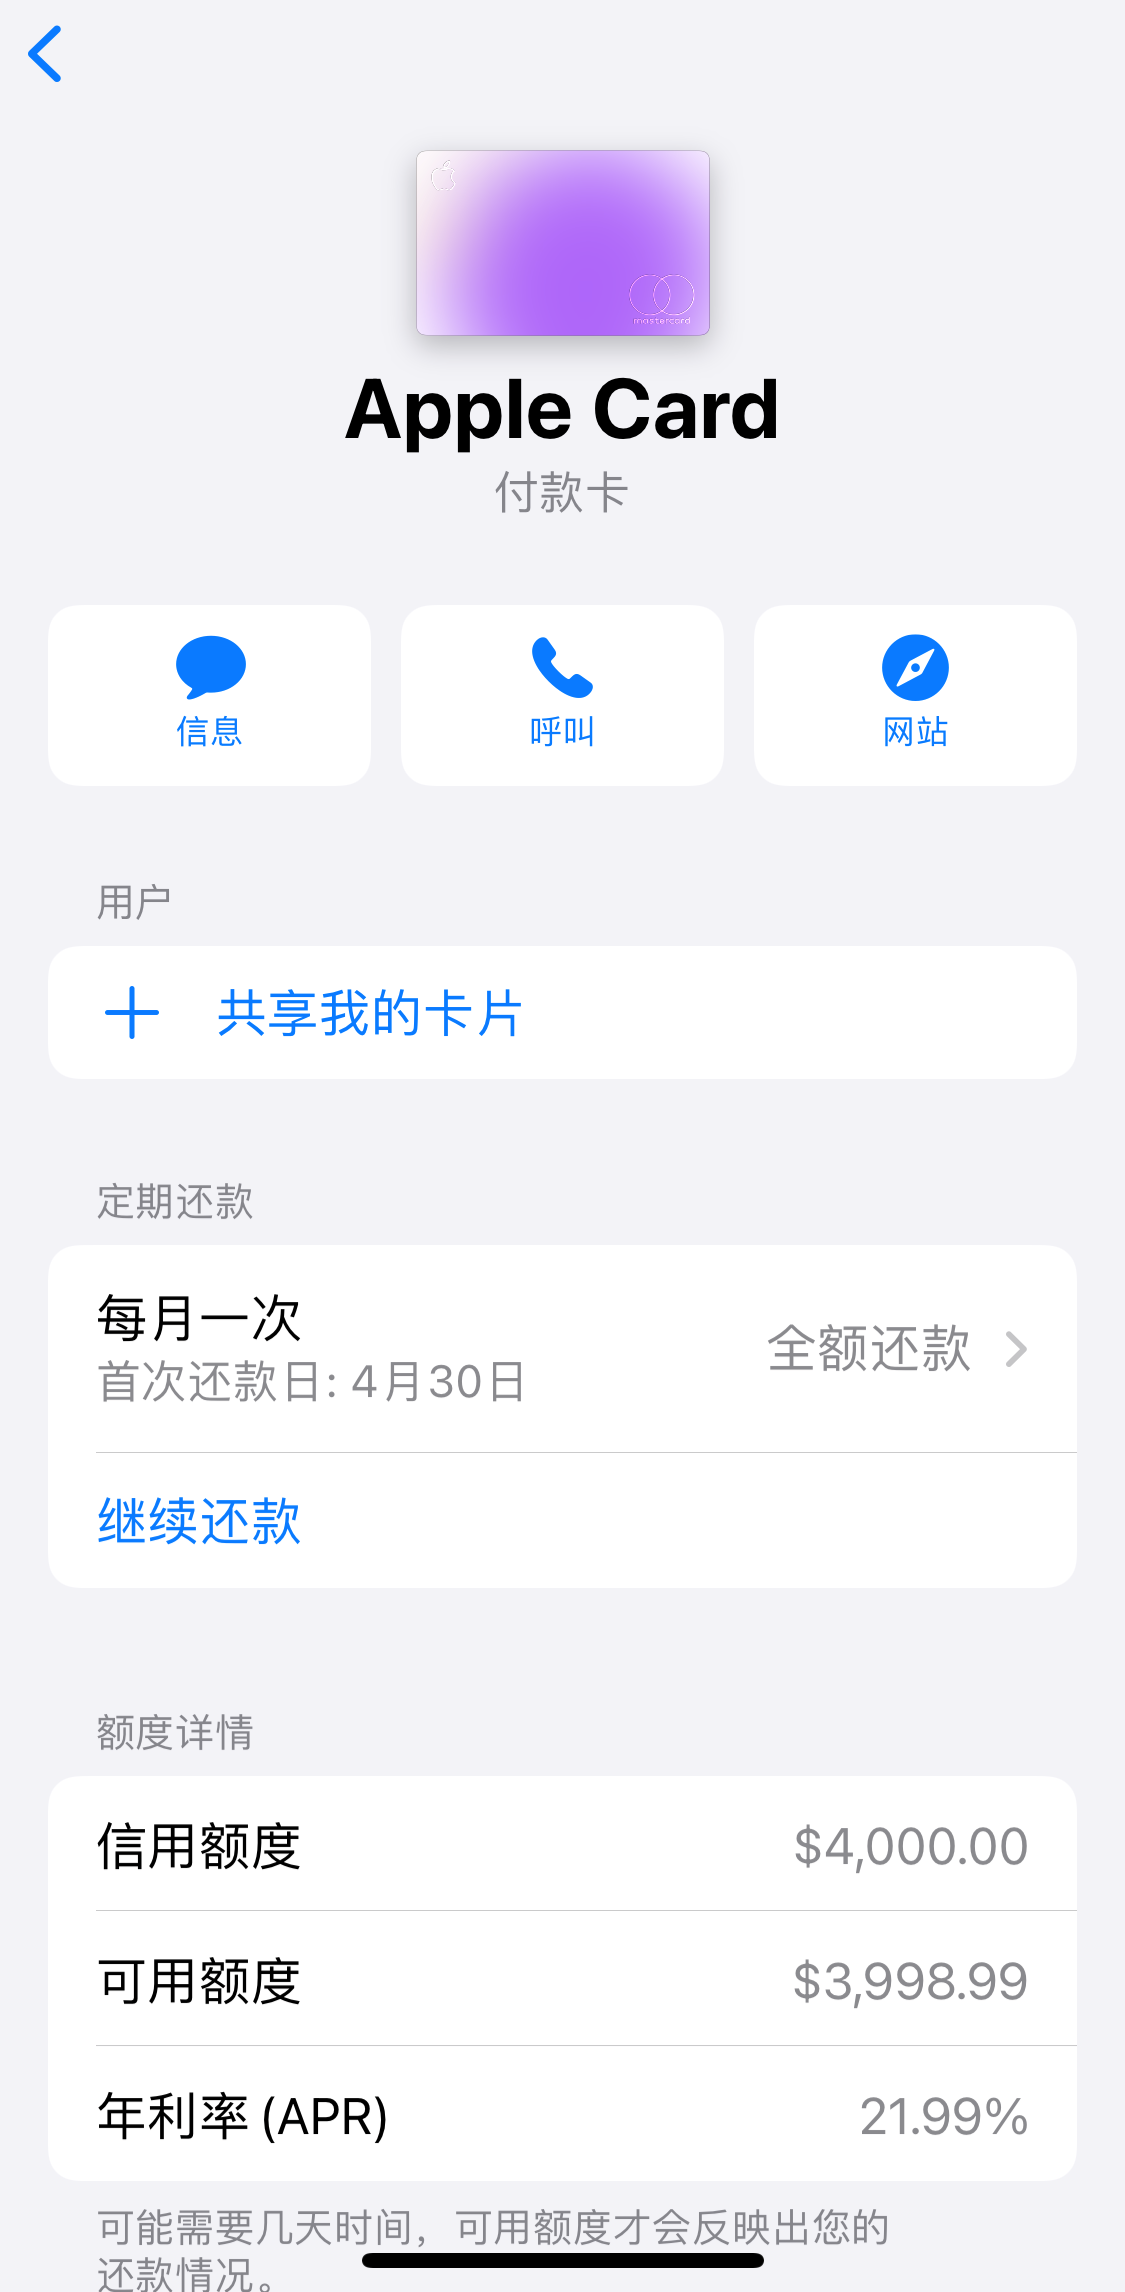 mastercard
Apple Card
付款卡
信息
呼叫
网站
用户
共享我的卡片
定期还款
每月一次
首次还款日: 4月30日
全额还款
继续还款
额度详情
信用额度
$4,000.00
可用额度
$3,998.99
年利率 (APR)
21.99%
可能需要几天时间，可用额度才会反映出您的
还款情况。